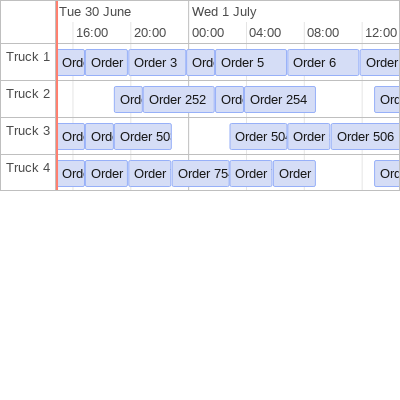 Tue 30 June Wed 1 July
16:00 20:00 00:00 04:00 08:00 12:00
Truck 1 Ord Order Order 3 Ord Order 5 Order 6 Order
Truck 2 Ord Order 252 Ord Order 254 Ord
Truck 3 Ord Ord Order 50 Order 504 Order Order 506
Truck 4 Ord Order Order Order 75 Order Order Ord